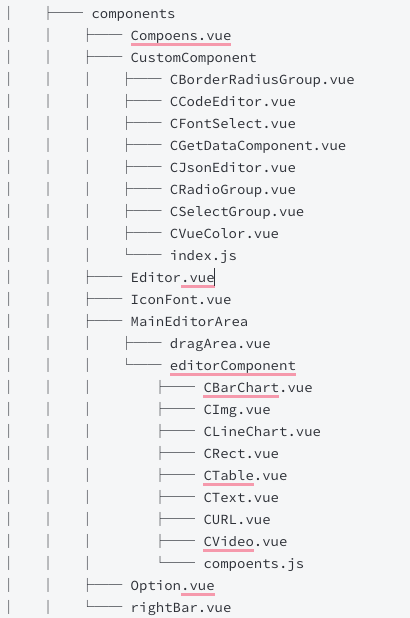 components
Compoens.vue
CustomComponent
CBorderRadiusGroup.vue
CCodeEditor.vue
CFontSelect.vue
CGetDataComponent.vue
CJsonEditor.vue
CRadioGroup.vue
CSelectGroup.vue
CVueColor.vue
index.js
Editor.vue
IconFont.vue
MainEditorArea
dragArea.vue
editorComponent
CBarChart.vue
CImg.vue
CLineChart.vue
CRect.vue
CTable.vue
CText.vue
CURL.vue
CVideo.vue
compoents.js
Option.vue
rightBar.vue